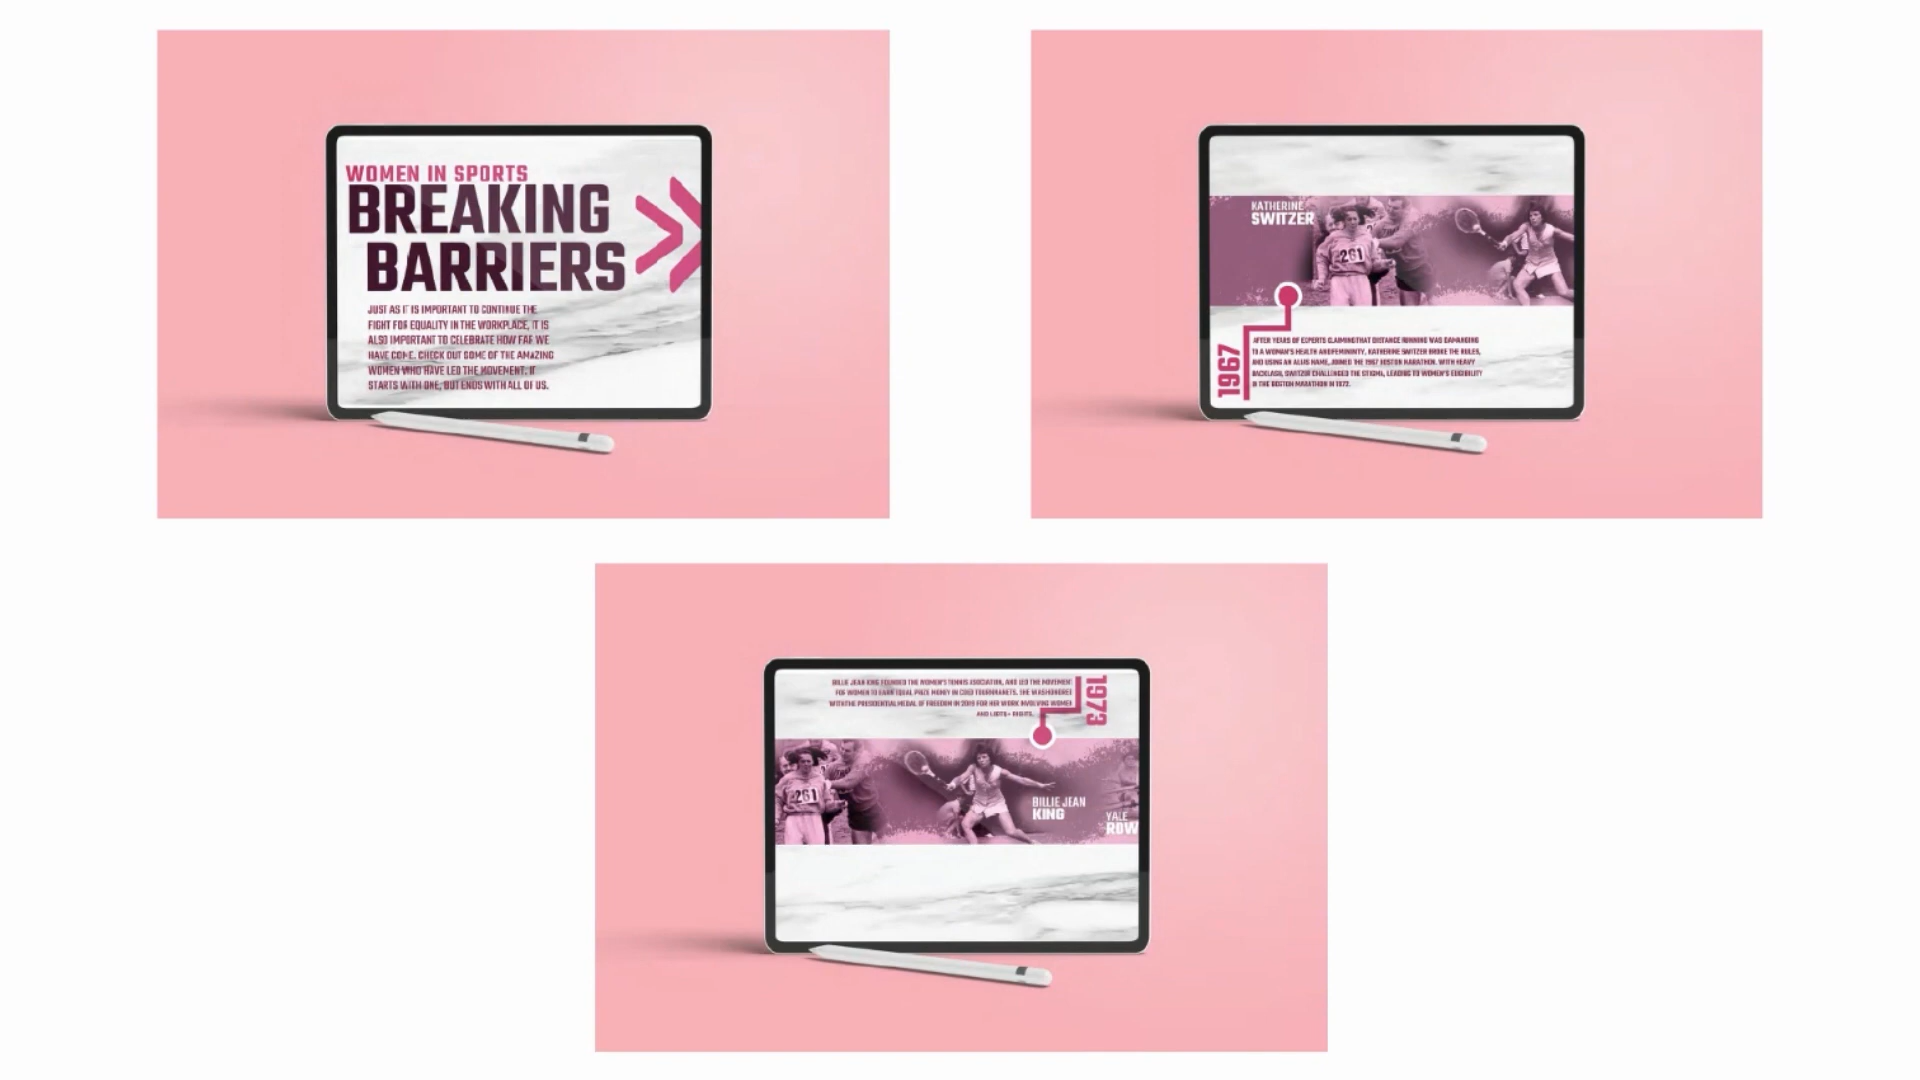 WOMEN IN SPORTS
BREAKING
BARRIERS
JUST AS IT IS IMPORTANT TO CONTINUE THE
FIGHT FOR EQUALITY IN THE WORKPLACE, IT IS
ALSO IMPORTANT TO CELEBRATE HOW FAR WE
HAVE COME. CHECK OUT SOME OF THE AMAZING
WOMEN WHO HAVE LED THE MOVEMENT. IT
STARTS WITH ONE, BUT ENDS WITH ALL OF US.
KATHERINE
SWITZER
261
1967
AFTER YEARS OF EXPERTS CLAIMING THAT DISTANCE RUNNING WAS DAMANGING
TO A WOMAN'S HEALTH AND FEMININITY, KATHERINE SWITZER BROKE THE RULES,
AND USING AN ALIAS NAME, JOINED THE 1967 BOSTON MARATHON. WITH HEAVY
BACKLASH, SWITZER CHALLENGED THE STIGMA, LEADING TO WOMEN'S ELIGIBILITY
IN THE BOSTON MARATHON IN 1972.
BILLIE JEAN KING FOUNDED THE WOMEN'S TENNIS ASOCIATION, AND LED THE MOVEMENT
FOR WOMEN TO EARN EQUAL PRIZE MONEY IN COED TOURNMANETS. SHE WAS HONORED
WITH THE PRESIDENTIAL MEDAL OF FREEDOM IN 2009 FOR HER WORK INVOLVING WOMEN
AND LGBTQ+ RIGHTS.
1973
261
BILLIE JEAN
KING
YALE
ROW